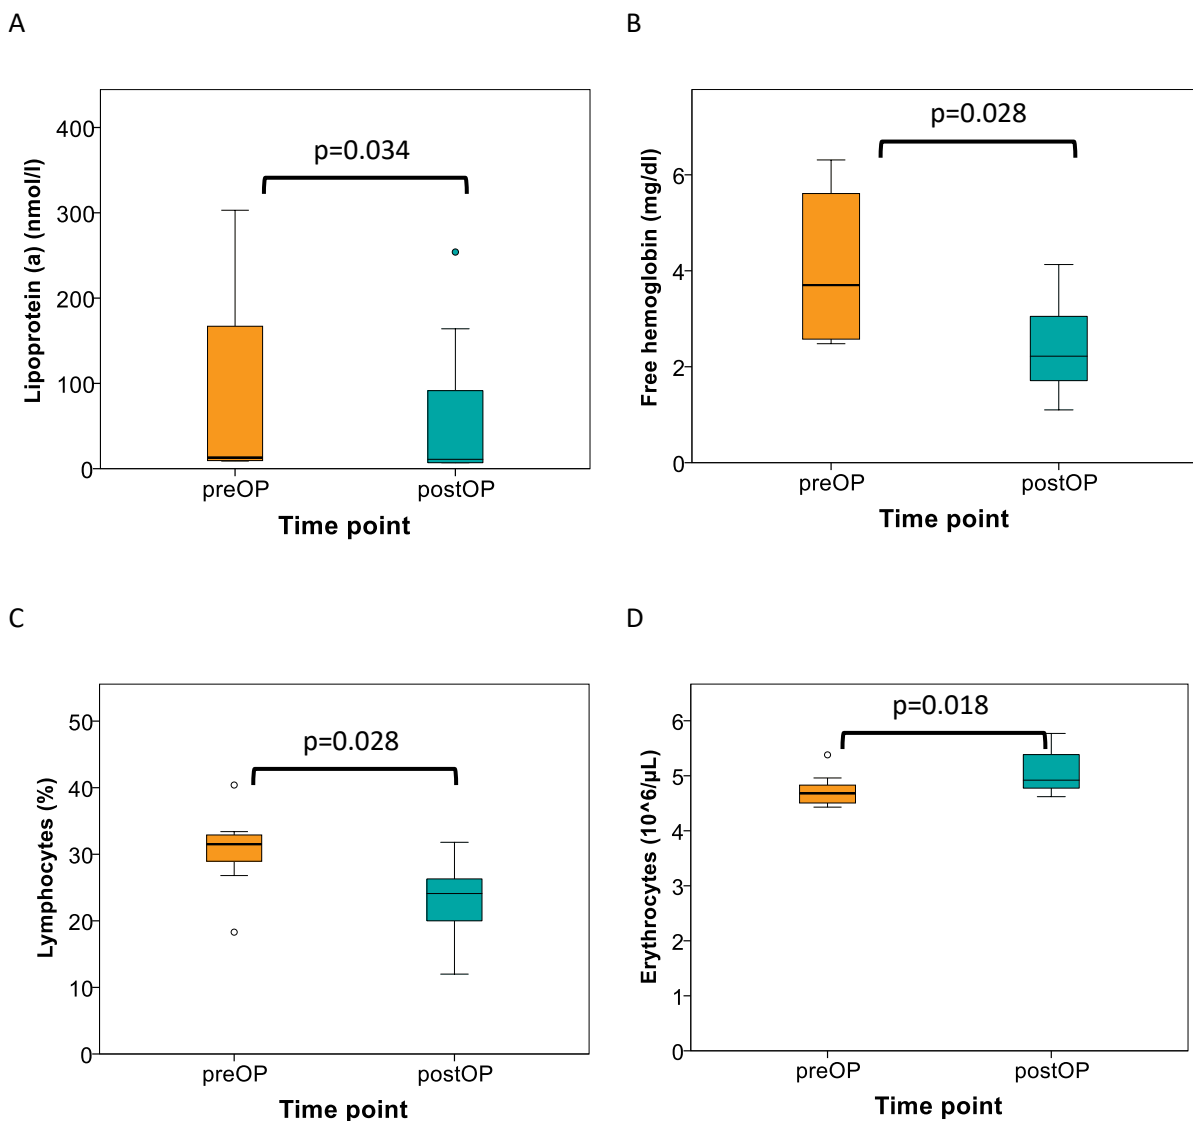 A
p=0.034
400
300
200
100
0
Lipoprotein (a) (nmol/l)
preOP postOP
Time point
B
p=0.028
6
4
2
0
Free hemoglobin (mg/dl)
preOP postOP
Time point
C
p=0.028
50
40
30
20
10
0
Lymphocytes (%)
preOP postOP
Time point
D
p=0.018
6
5
4
3
2
1
0
Erythrocytes (10^6/µL)
preOP postOP
Time point